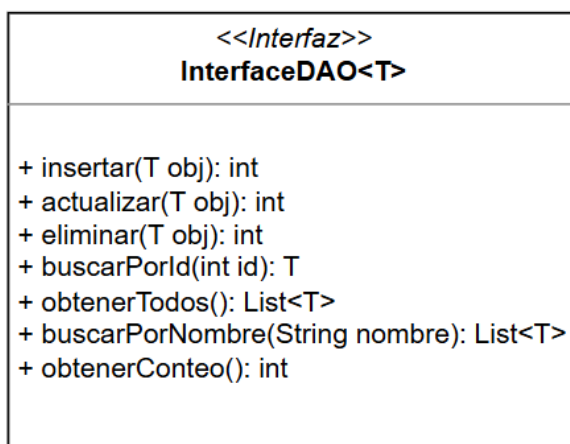 <<Interfaz>>
InterfaceDAO<T>
+ insertar(T obj): int
+ actualizar(T obj): int
+ eliminar(T obj): int
+ buscarPorId(int id): T
+ obtenerTodos(): List<T>
+ buscarPorNombre(String nombre): List<T>
+ obtenerConteo(): int